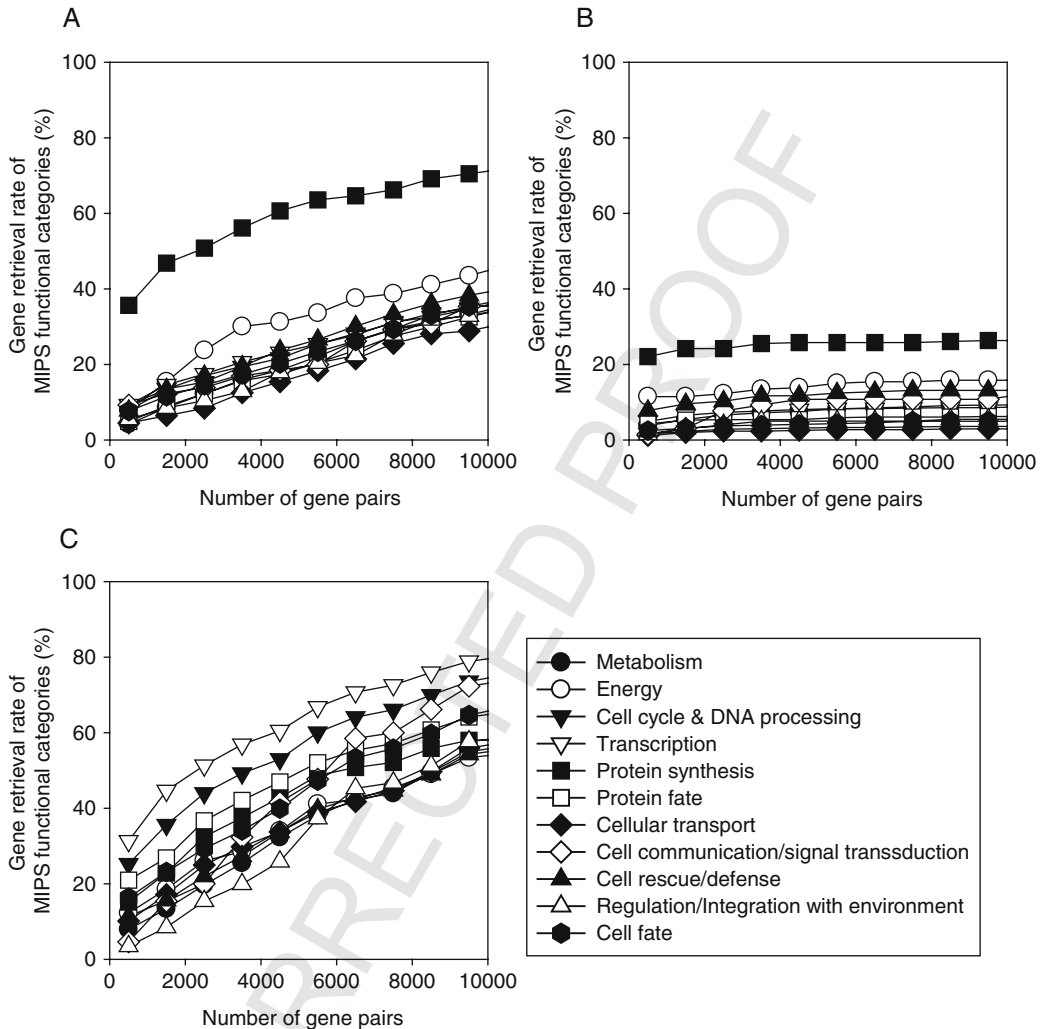 A
Gene retrieval rate of
MIPS functional categories (%)
100
80
60
40
20
0
0 2000 4000 6000 8000 10000
Number of gene pairs
B
Gene retrieval rate of
MIPS functional categories (%)
100
80
60
40
20
0
0 2000 4000 6000 8000 10000
Number of gene pairs
C
Gene retrieval rate of
MIPS functional categories (%)
100
80
60
40
20
0
0 2000 4000 6000 8000 10000
Number of gene pairs
Metabolism
Energy
Cell cycle & DNA processing
Transcription
Protein synthesis
Protein fate
Cellular transport
Cell communication/signal transsduction
Cell rescue/defense
Regulation/Integration with environment
Cell fate
RRECTED PROOF